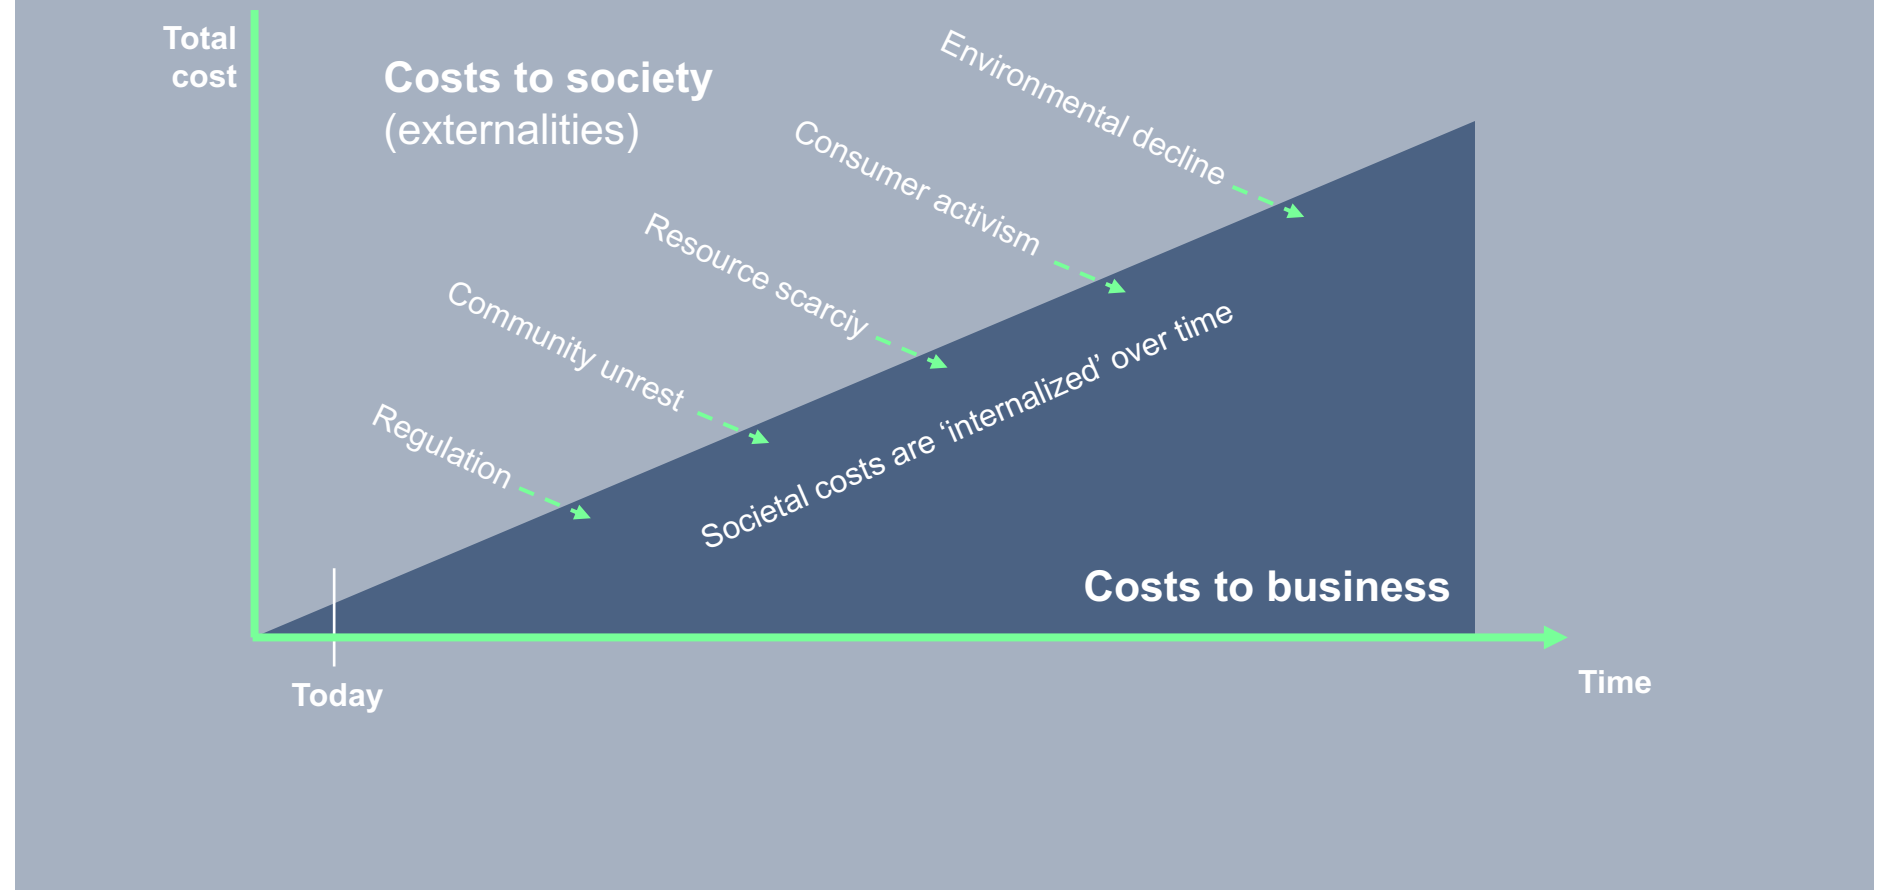 Total
cost
Costs to society
(externalities)
Environmental decline
Consumer activism
Resource scarciy
Community unrest
Regulation
Societal costs are ‘internalized’ over time
Costs to business
Today
Time